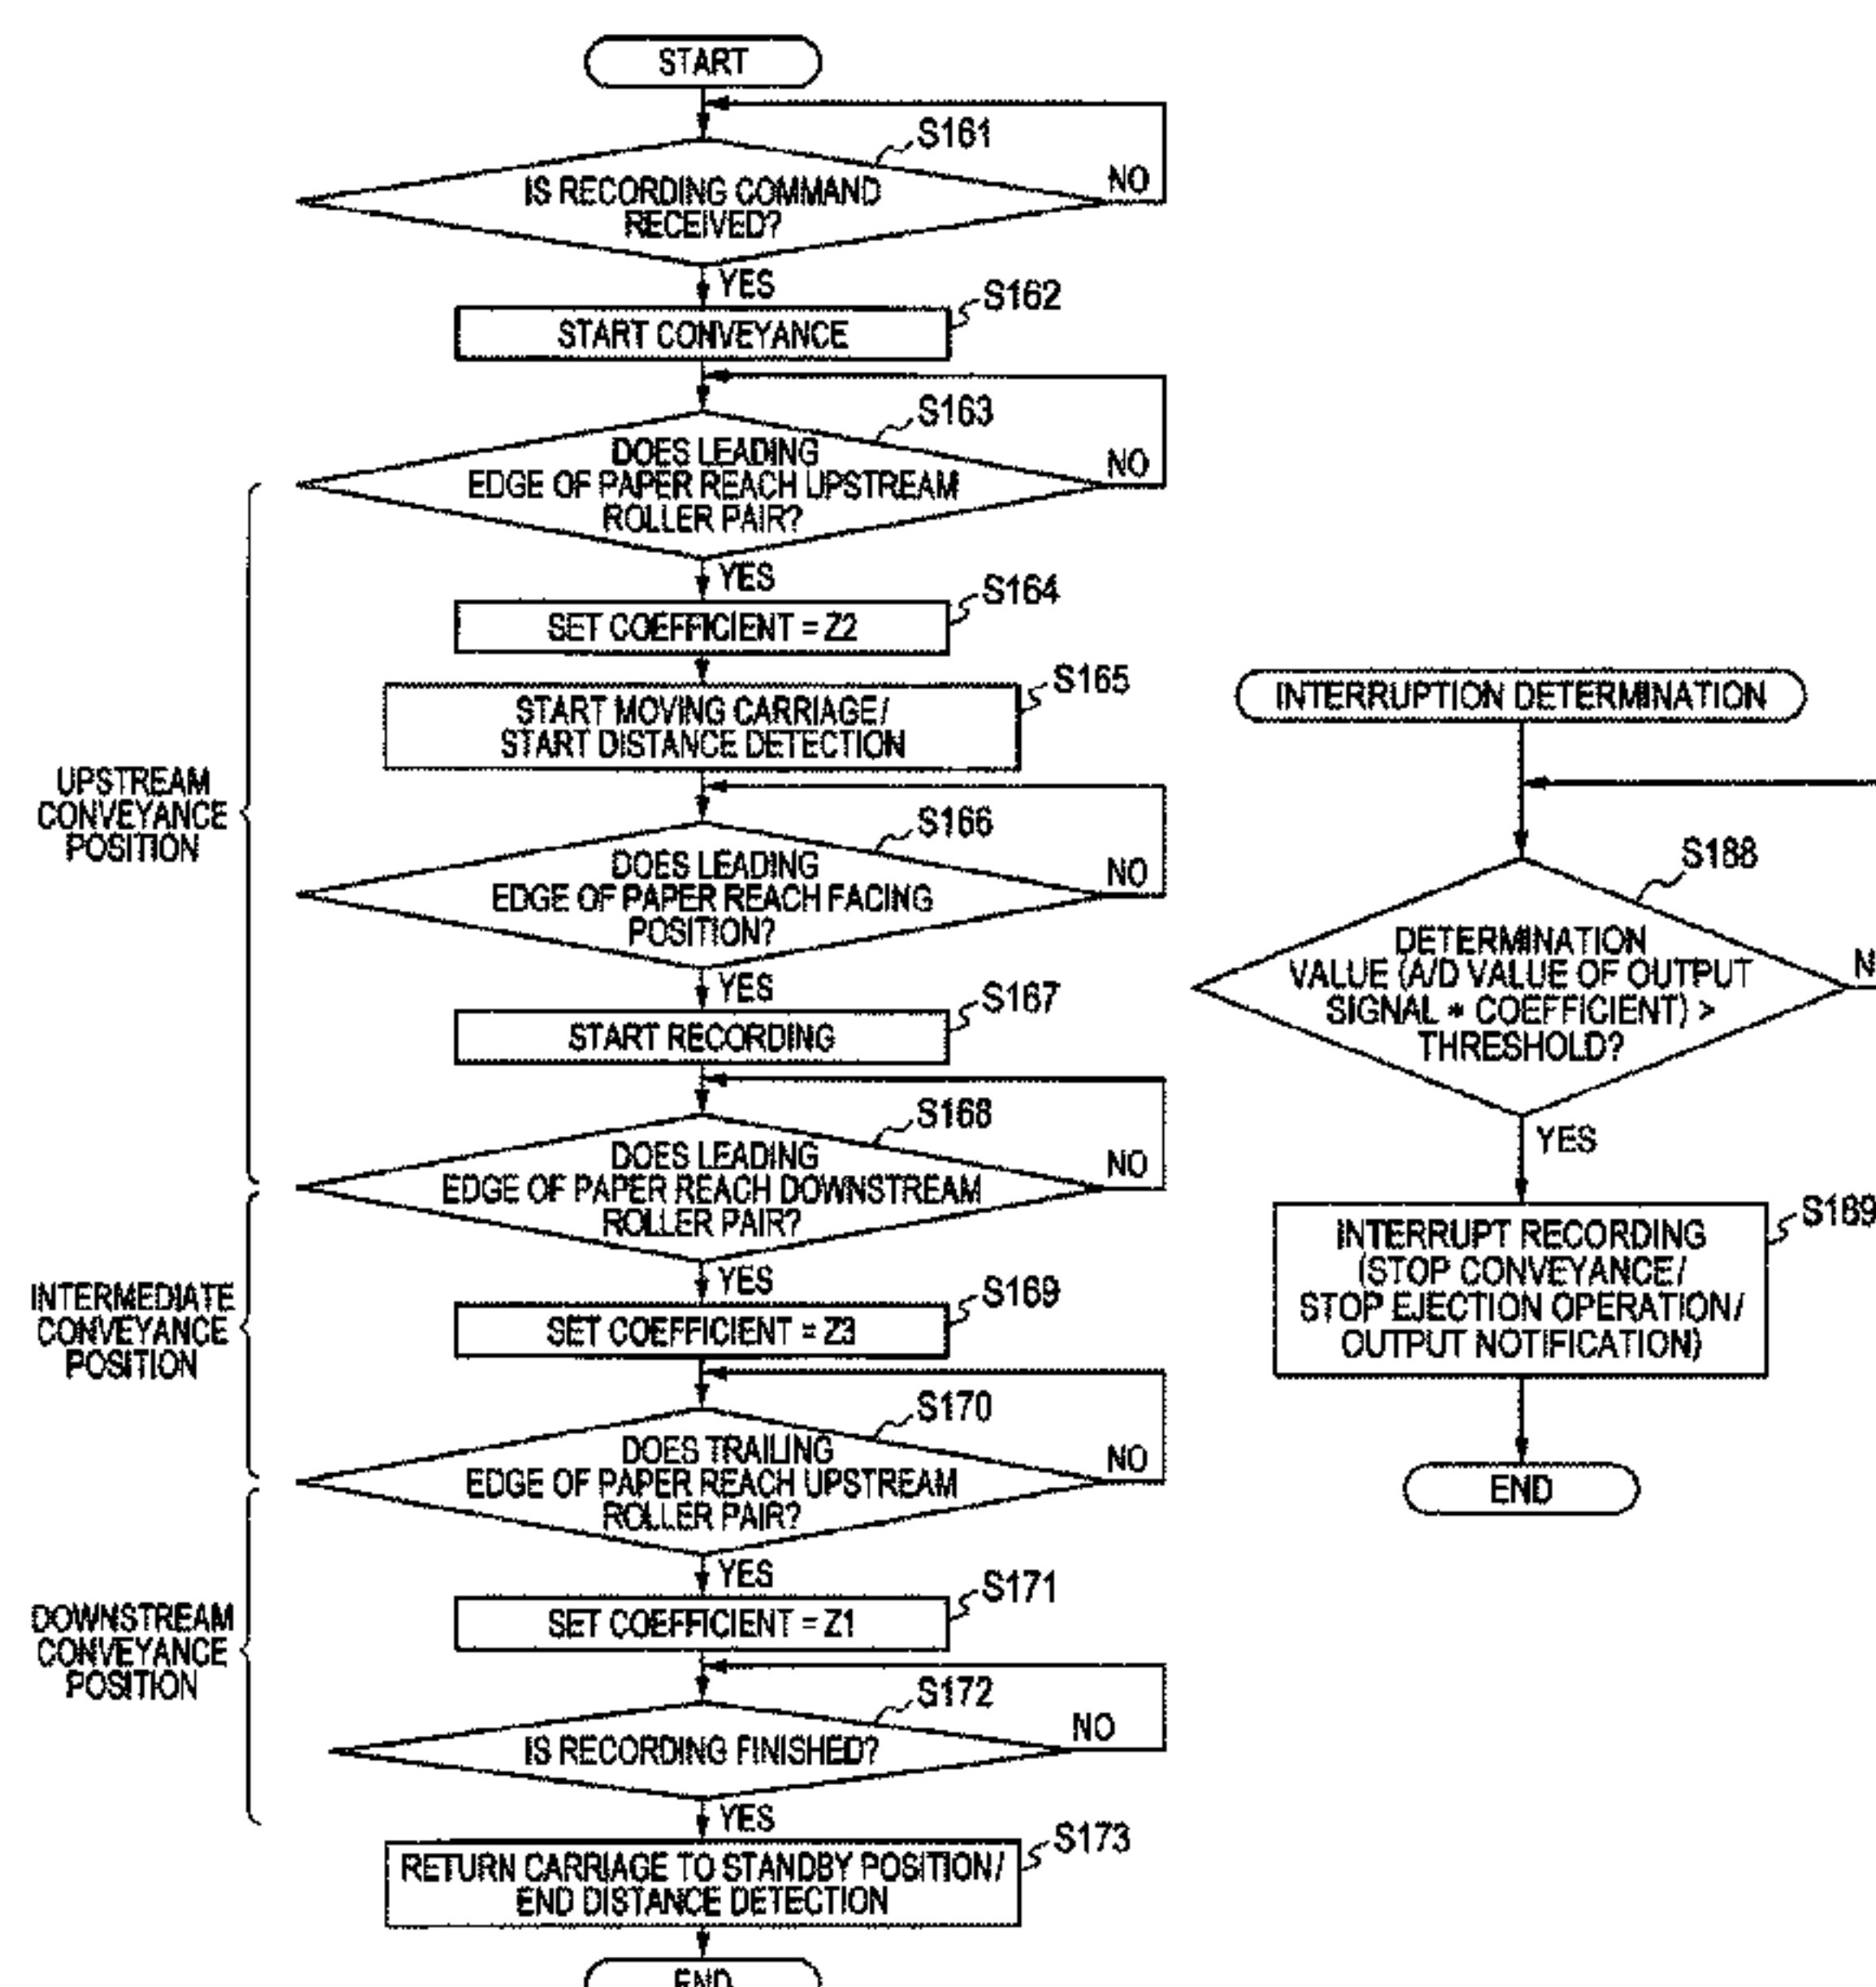 START
S161
IS RECORDING COMMAND
RECEIVED?
NO
YES
S162
START CONVEYANCE
S163
DOES LEADING
EDGE OF PAPER REACH UPSTREAM
ROLLER PAIR?
NO
YES
S164
SET COEFFICIENT = Z2
S165
START MOVING CARRIAGE/
START DISTANCE DETECTION
UPSTREAM
CONVEYANCE
POSITION
S166
DOES LEADING
EDGE OF PAPER REACH FACING
POSITION?
NO
YES
S167
START RECORDING
S168
DOES LEADING
EDGE OF PAPER REACH DOWNSTREAM
ROLLER PAIR?
NO
YES
S169
SET COEFFICIENT = Z3
INTERMEDIATE
CONVEYANCE
POSITION
S170
DOES TRAILING
EDGE OF PAPER REACH UPSTREAM
ROLLER PAIR?
NO
YES
S171
SET COEFFICIENT = Z1
DOWNSTREAM
CONVEYANCE
POSITION
S172
IS RECORDING FINISHED?
NO
YES
S173
RETURN CARRIAGE TO STANDBY POSITION/
END DISTANCE DETECTION
END
INTERRUPTION DETERMINATION
S188
DETERMINATION
VALUE (A/D VALUE OF OUTPUT
SIGNAL * COEFFICIENT) >
THRESHOLD?
YES
S189
INTERRUPT RECORDING
(STOP CONVEYANCE/
STOP EJECTION OPERATION/
OUTPUT NOTIFICATION)
END